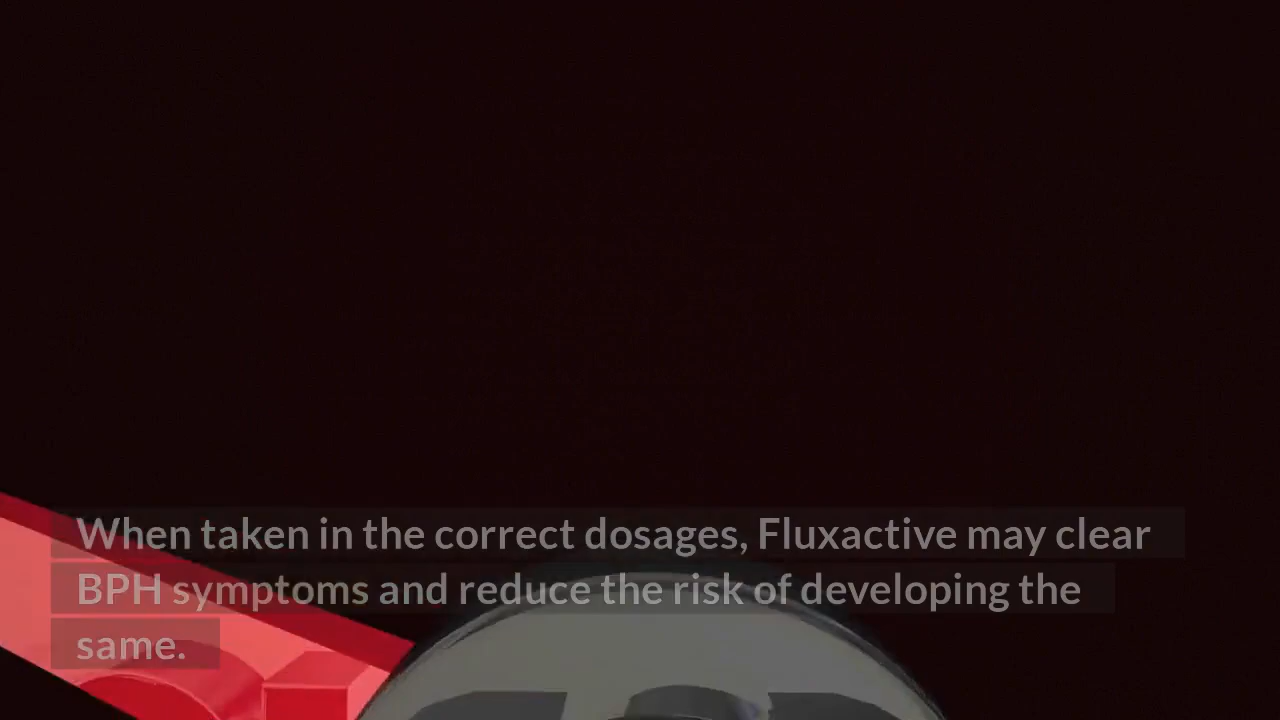 When taken in the correct dosages, Fluxactive may clear
BPH symptoms and reduce the risk of developing the
same.